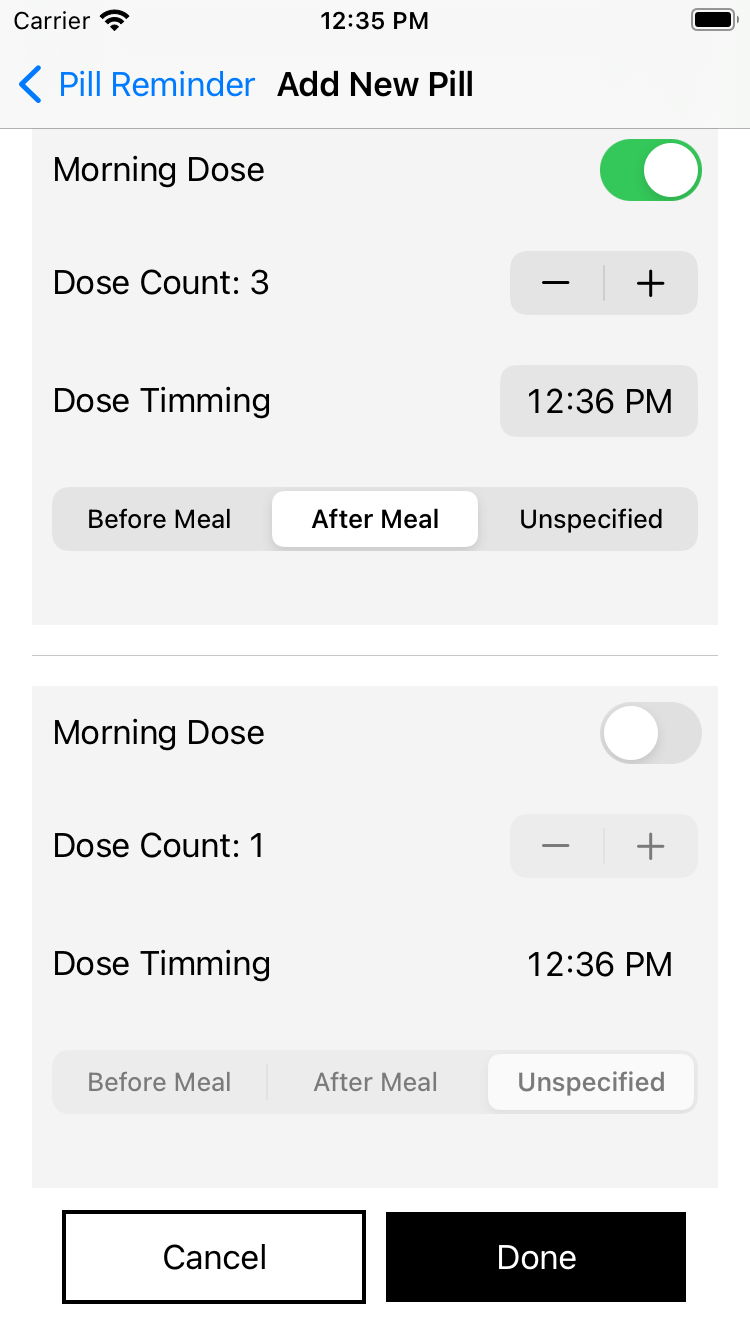 Carrier 12:35 PM
Pill Reminder Add New Pill
Morning Dose
Dose Count: 3
Dose Timming 12:36 PM
Before Meal After Meal Unspecified
Morning Dose
Dose Count: 1
Dose Timming 12:36 PM
Before Meal After Meal Unspecified
Cancel Done